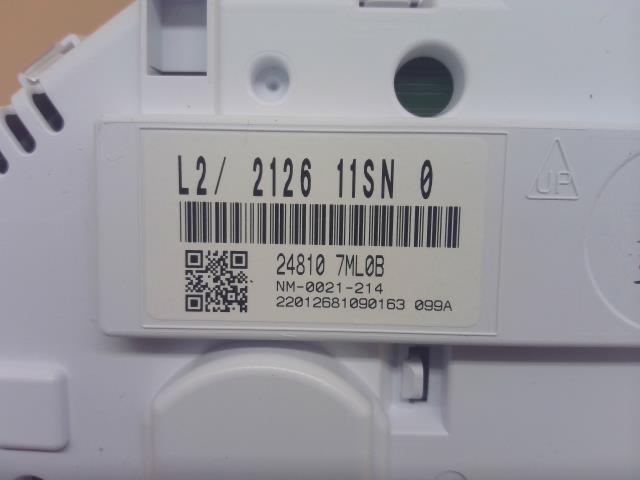 L2/ 2126 11SN 0
UP
24810 7ML0B
NM-0021-214
22012681090163 099A